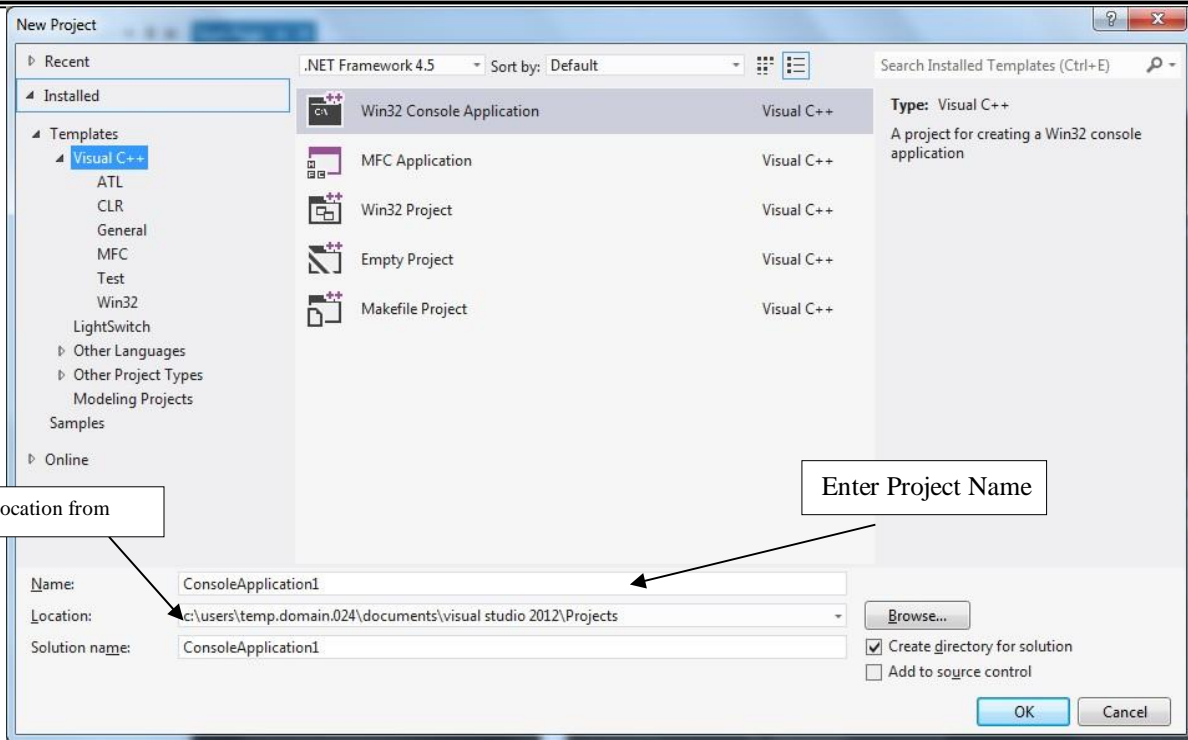 New Project
Recent
Installed
Templates
Visual C++
ATL
CLR
General
MFC
Test
Win32
LightSwitch
Other Languages
Other Project Types
Modeling Projects
Samples
Online
.NET Framework 4.5 Sort by: Default
Win32 Console Application Visual C++
MFC Application Visual C++
Win32 Project Visual C++
Empty Project Visual C++
Makefile Project Visual C++
Search Installed Templates (Ctrl+E)
Type: Visual C++
A project for creating a Win32 console
application
Enter Project Name
ocation from
Name: ConsoleApplication1
Location: c:\users\temp.domain.024\documents\visual studio 2012\Projects
Browse...
Solution name: ConsoleApplication1
Create directory for solution
Add to source control
OK Cancel